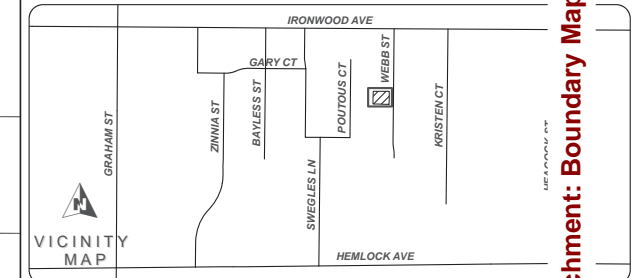 IRONWOOD AVE
GARY CT
WEBB ST
POUTOUS CT
GRAHAM ST
ZINNIA ST
BAYLESS ST
KRISTEN CT
SWEGLES LN
HEMLOCK AVE
VICINITY
MAP
chment: Boundary Map